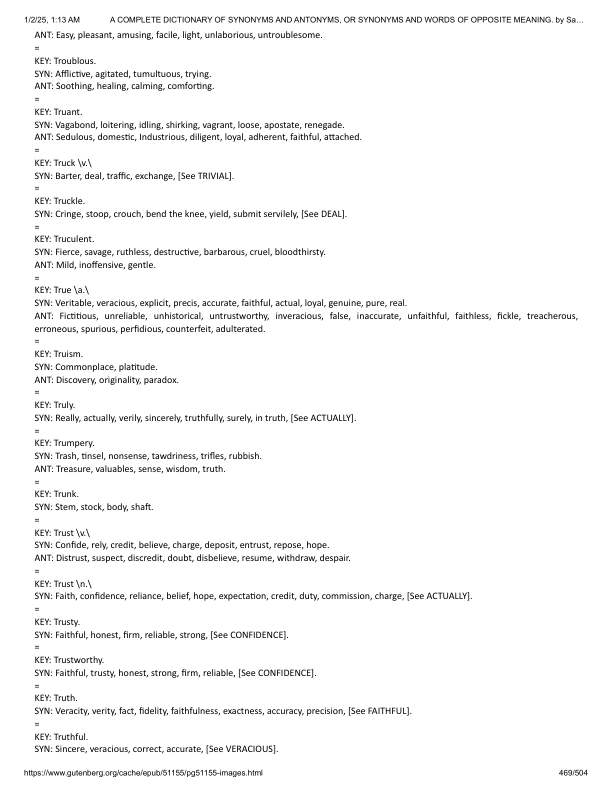 1/2/25, 1:13 AM A COMPLETE DICTIONARY OF SYNONYMS AND ANTONYMS, OR SYNONYMS AND WORDS OF OPPOSITE MEANING. by Sa…
ANT: Easy, pleasant, amusing, facile, light, unlaborious, untroublesome.
=
KEY: Troublous.
SYN: Afflictive, agitated, tumultuous, trying.
ANT: Soothing, healing, calming, comforting.
=
KEY: Truant.
SYN: Vagabond, loitering, idling, shirking, vagrant, loose, apostate, renegade.
ANT: Sedulous, domestic, Industrious, diligent, loyal, adherent, faithful, attached.
=
KEY: Truck \v.\
SYN: Barter, deal, traffic, exchange, [See TRIVIAL].
=
KEY: Truckle.
SYN: Cringe, stoop, crouch, bend the knee, yield, submit servilely, [See DEAL].
=
KEY: Truculent.
SYN: Fierce, savage, ruthless, destructive, barbarous, cruel, bloodthirsty.
ANT: Mild, inoffensive, gentle.
=
KEY: True \a.\
SYN: Veritable, veracious, explicit, precis, accurate, faithful, actual, loyal, genuine, pure, real.
ANT: Fictitious, unreliable, unhistorical, untrustworthy, inveracious, false, inaccurate, unfaithful, faithless, fickle, treacherous,
erroneous, spurious, perfidious, counterfeit, adulterated.
=
KEY: Truism.
SYN: Commonplace, platitude.
ANT: Discovery, originality, paradox.
=
KEY: Truly.
SYN: Really, actually, verily, sincerely, truthfully, surely, in truth, [See ACTUALLY].
=
KEY: Trumpery.
SYN: Trash, tinsel, nonsense, tawdriness, trifles, rubbish.
ANT: Treasure, valuables, sense, wisdom, truth.
=
KEY: Trunk.
SYN: Stem, stock, body, shaft.
=
KEY: Trust \v.\
SYN: Confide, rely, credit, believe, charge, deposit, entrust, repose, hope.
ANT: Distrust, suspect, discredit, doubt, disbelieve, resume, withdraw, despair.
=
KEY: Trust \n.\
SYN: Faith, confidence, reliance, belief, hope, expectation, credit, duty, commission, charge, [See ACTUALLY].
=
KEY: Trusty.
SYN: Faithful, honest, firm, reliable, strong, [See CONFIDENCE].
=
KEY: Trustworthy.
SYN: Faithful, trusty, honest, strong, firm, reliable, [See CONFIDENCE].
=
KEY: Truth.
SYN: Veracity, verity, fact, fidelity, faithfulness, exactness, accuracy, precision, [See FAITHFUL].
=
KEY: Truthful.
SYN: Sincere, veracious, correct, accurate, [See VERACIOUS].
https://www.gutenberg.org/cache/epub/51155/pg51155-images.html 469/504